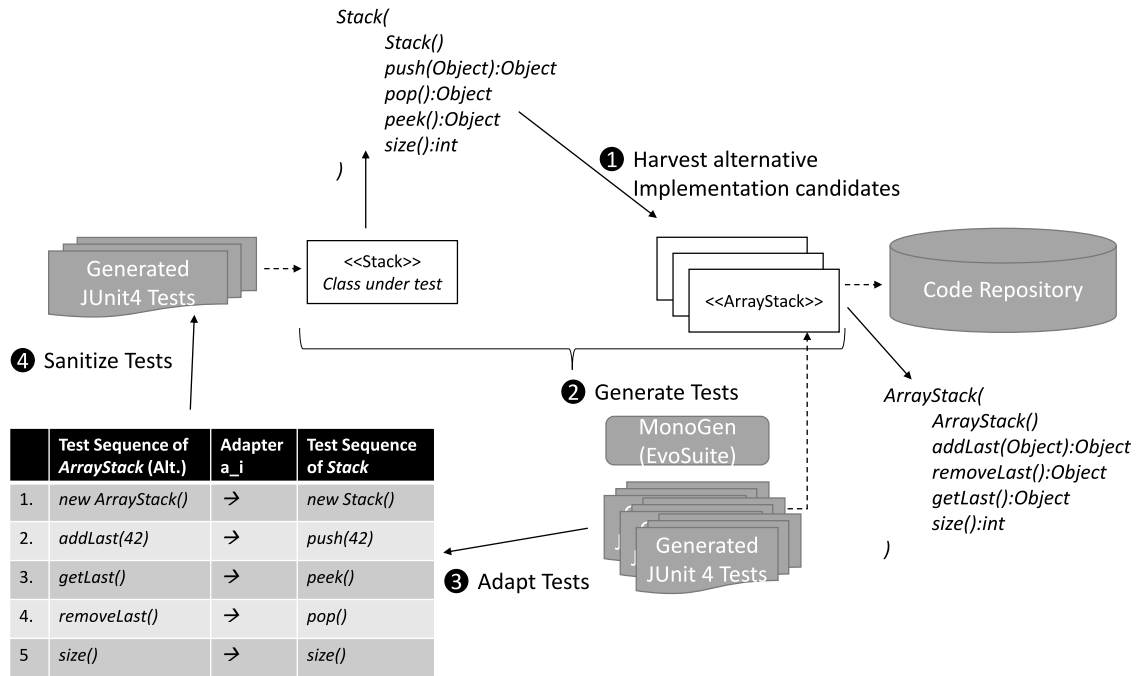 Stack(
Stack()
push(Object):Object
pop():Object
peek():Object
size():int
)
1 Harvest alternative
Implementation candidates
Generated
JUnit4 Tests
<<Stack>>
Class under test
<<ArrayStack>>
Code Repository
4 Sanitize Tests
2 Generate Tests
MonoGen
(EvoSuite)
ArrayStack(
ArrayStack()
addLast(Object):Object
removeLast():Object
getLast():Object
size():int
)
Generated
JUnit 4 Tests
3 Adapt Tests
Test Sequence of ArrayStack (Alt.) Adapter a_i Test Sequence of Stack
1. new ArrayStack() → new Stack()
2. addLast(42) → push(42)
3. getLast() → peek()
4. removeLast() → pop()
5 size() → size()